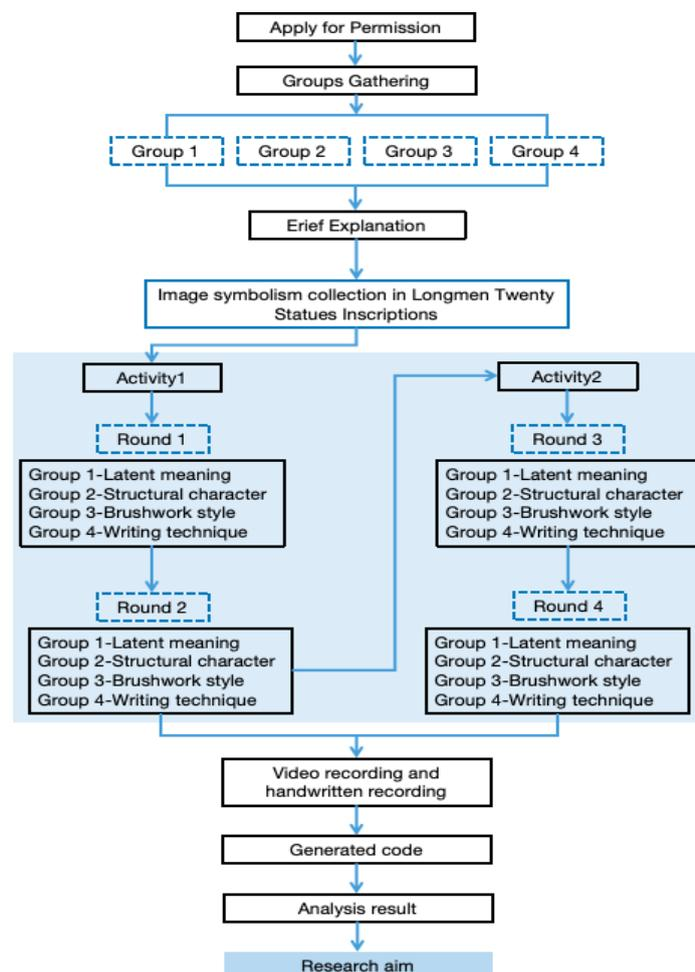 Apply for Permission
Groups Gathering
Group 1
Group 2
Group 3
Group 4
Erief Explanation
Image symbolism collection in Longmen Twenty
Statues Inscriptions
Activity1
Round 1
Group 1-Latent meaning
Group 2-Structural character
Group 3-Brushwork style
Group 4-Writing technique
Round 2
Group 1-Latent meaning
Group 2-Structural character
Group 3-Brushwork style
Group 4-Writing technique
Activity2
Round 3
Group 1-Latent meaning
Group 2-Structural character
Group 3-Brushwork style
Group 4-Writing technique
Round 4
Group 1-Latent meaning
Group 2-Structural character
Group 3-Brushwork style
Group 4-Writing technique
Video recording and
handwritten recording
Generated code
Analysis result
Research aim